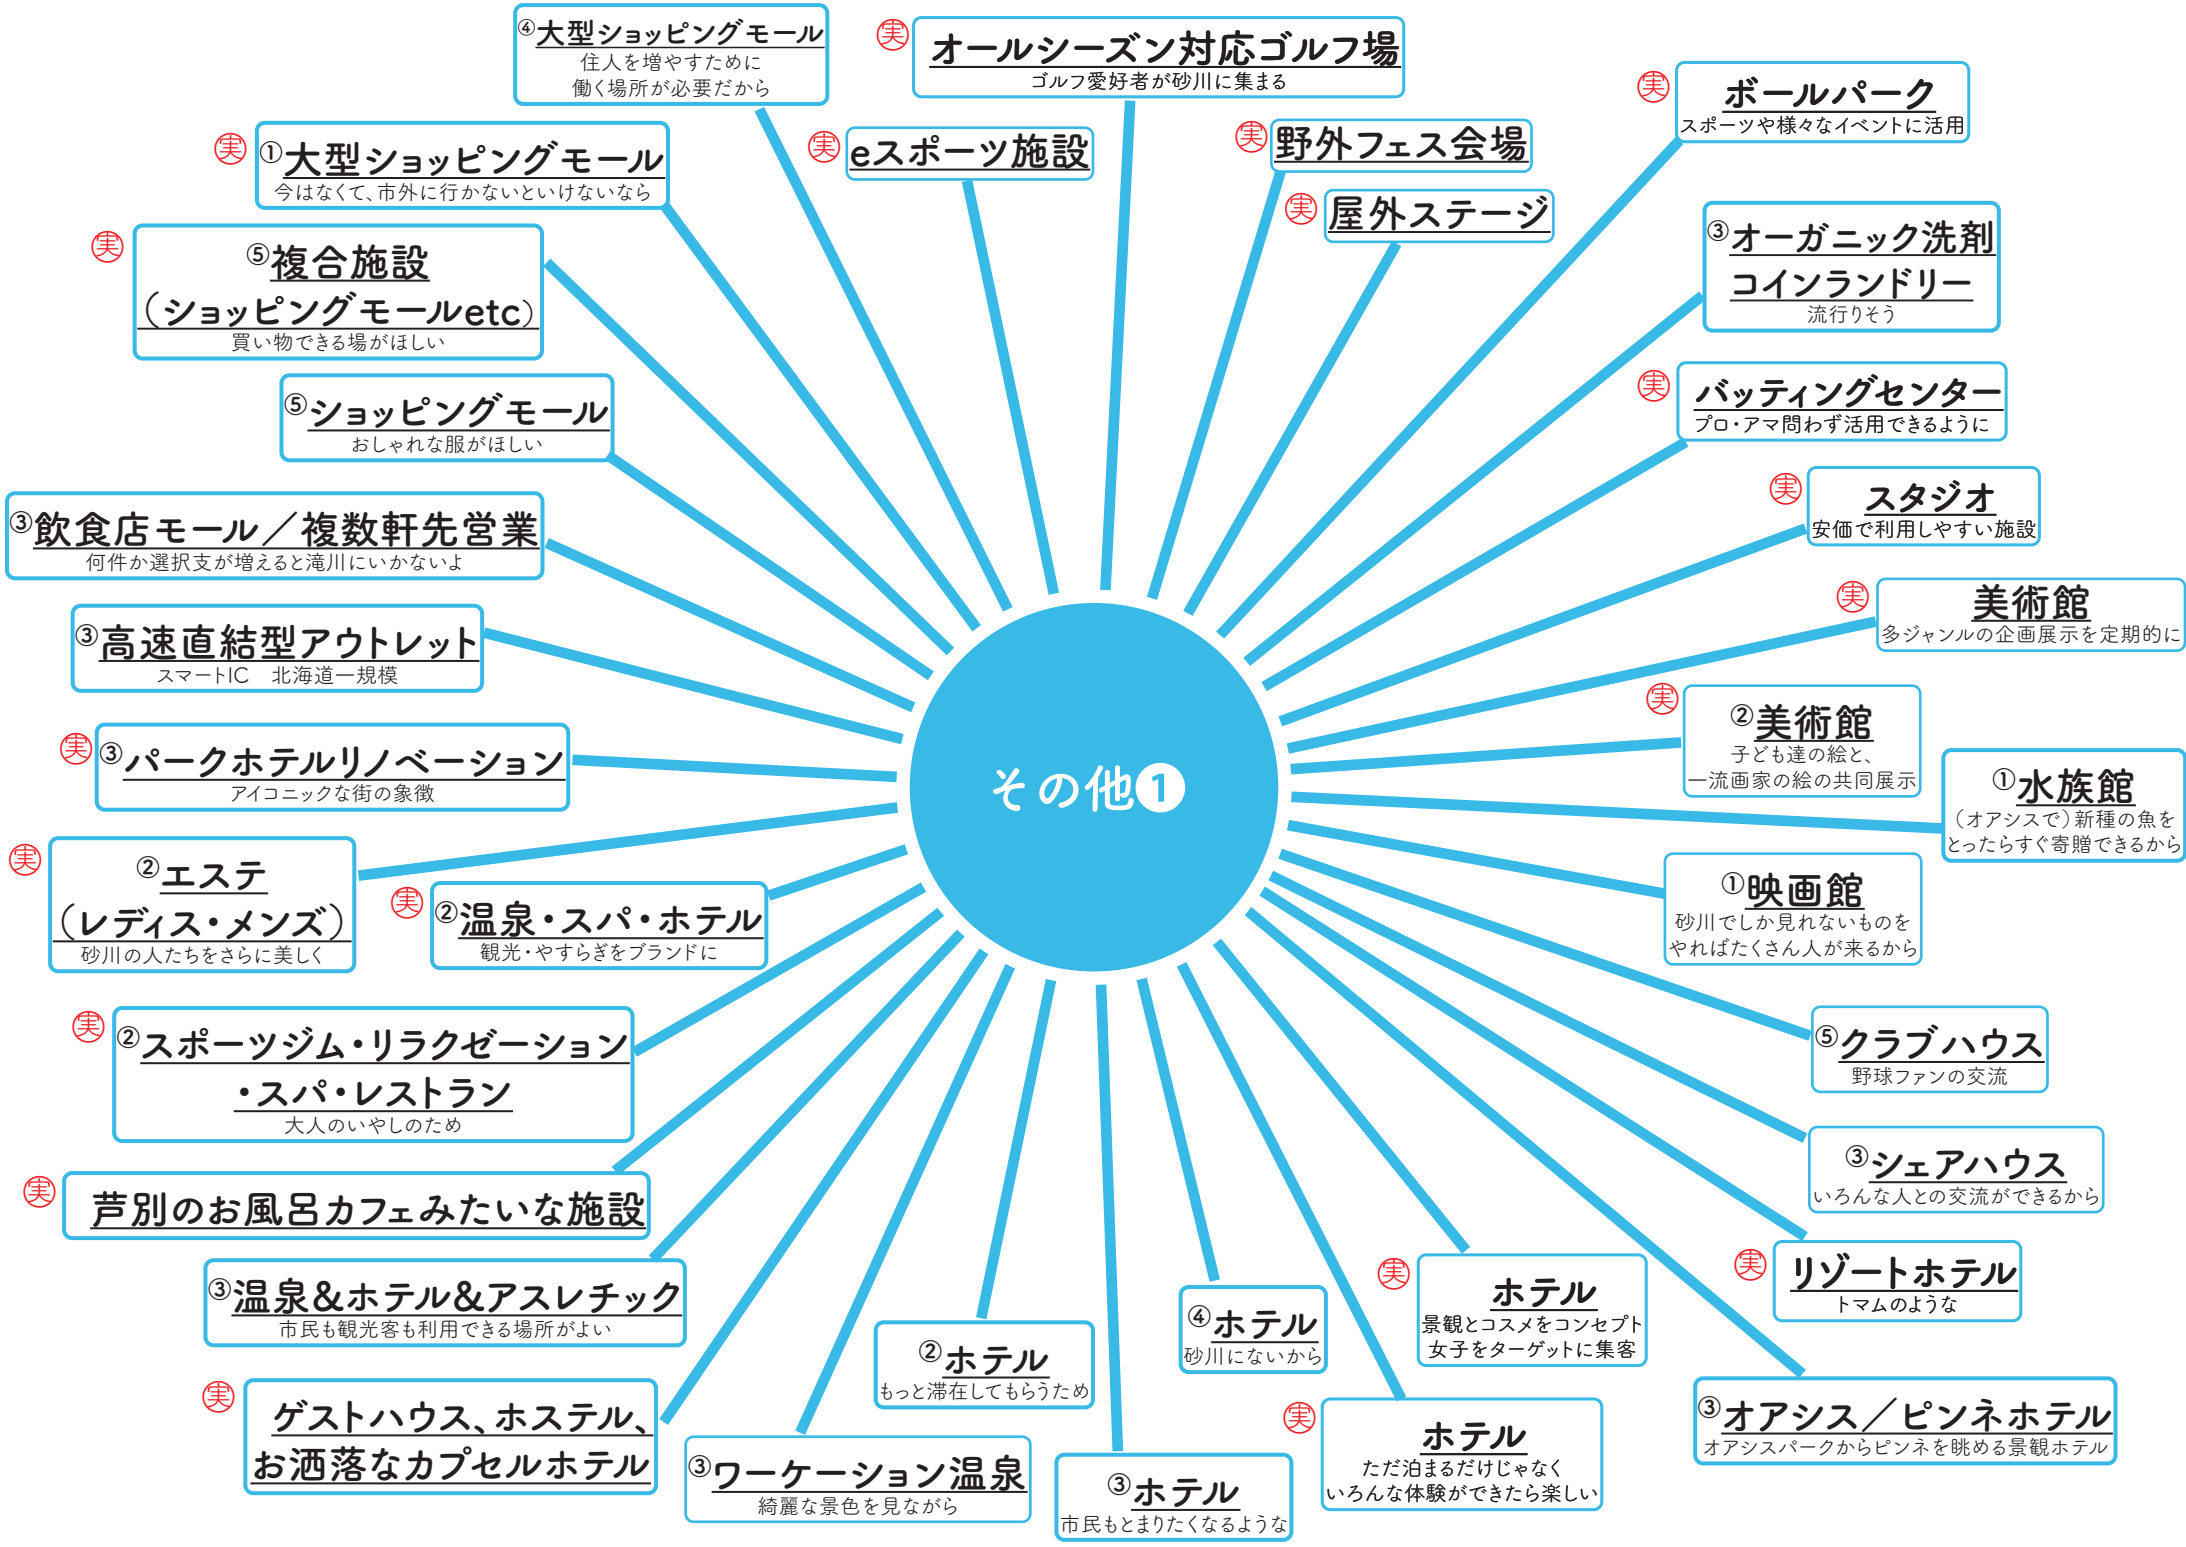 ④大型ショッピングモール
住人を増やすために
働く場所が必要だから
実
オールシーズン対応ゴルフ場
ゴルフ愛好者が砂川に集まる
実
ボールパーク
スポーツや様々なイベントに活用
実
①大型ショッピングモール
今はなくて、市外に行かないといけないなら
実
eスポーツ施設
実
野外フェス会場
実
屋外ステージ
実
⑤複合施設
（ショッピングモールetc）
買い物できる場がほしい
③オーガニック洗剤
コインランドリー
流行りそう
⑤ショッピングモール
おしゃれな服がほしい
実
バッティングセンター
プロ・アマ問わず活用できるように
③飲食店モール／複数軒先営業
何件か選択支が増えると滝川にいかないよ
実
スタジオ
安価で利用しやすい施設
③高速直結型アウトレット
スマートIC　北海道一規模
実
美術館
多ジャンルの企画展示を定期的に
実
③パークホテルリノベーション
アイコニックな街の象徴
実
②美術館
子ども達の絵と、
一流画家の絵の共同展示
その他❶
①水族館
（オアシスで）新種の魚を
とったらすぐ寄贈できるから
実
②エステ
（レディス・メンズ）
砂川の人たちをさらに美しく
実
②温泉・スパ・ホテル
観光・やすらぎをブランドに
①映画館
砂川でしか見れないものを
やればたくさん人が来るから
実
②スポーツジム・リラクゼーション
・スパ・レストラン
大人のいやしのため
⑤クラブハウス
野球ファンの交流
実
芦別のお風呂カフェみたいな施設
③シェアハウス
いろんな人との交流ができるから
③温泉&ホテル&アスレチック
市民も観光客も利用できる場所がよい
実
リゾートホテル
トマムのような
実
ゲストハウス、ホステル、
お洒落なカプセルホテル
②ホテル
もっと滞在してもらうため
④ホテル
砂川にないから
実
ホテル
景観とコスメをコンセプト
女子をターゲットに集客
③オアシス／ピンネホテル
オアシスパークからピンネを眺める景観ホテル
③ワーケーション温泉
綺麗な景色を見ながら
③ホテル
市民もとまりたくなるような
実
ホテル
ただ泊まるだけじゃなく
いろんな体験ができたら楽しい